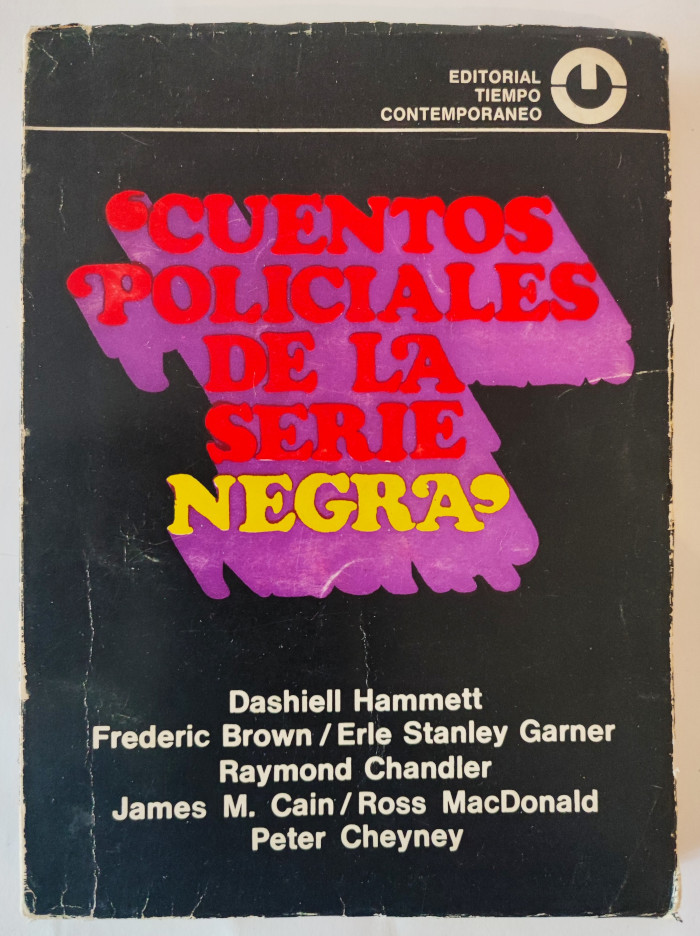 EDITORIAL
TIEMPO
CONTEMPORANEO
‘CUENTOS
POLICIALES
DE LA
SERIE
NEGRA’
Dashiell Hammett
Frederic Brown / Erle Stanley Garner
Raymond Chandler
James M. Cain / Ross MacDonald
Peter Cheyney